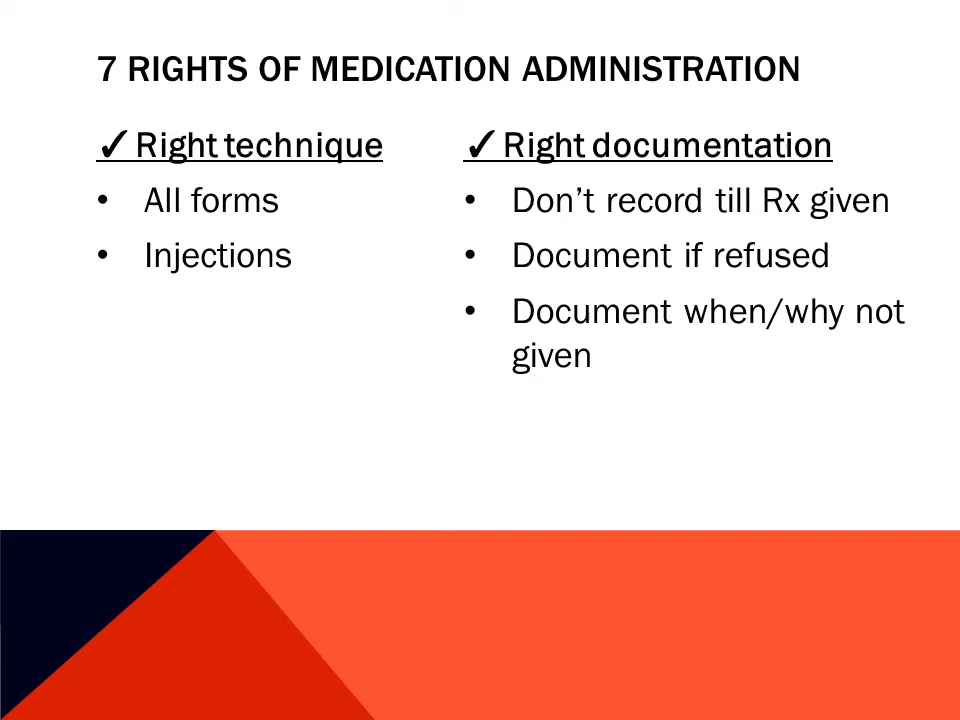 7 RIGHTS OF MEDICATION ADMINISTRATION
✓ Right technique
• All forms
• Injections
✓ Right documentation
• Don’t record till Rx given
• Document if refused
• Document when/why not
given